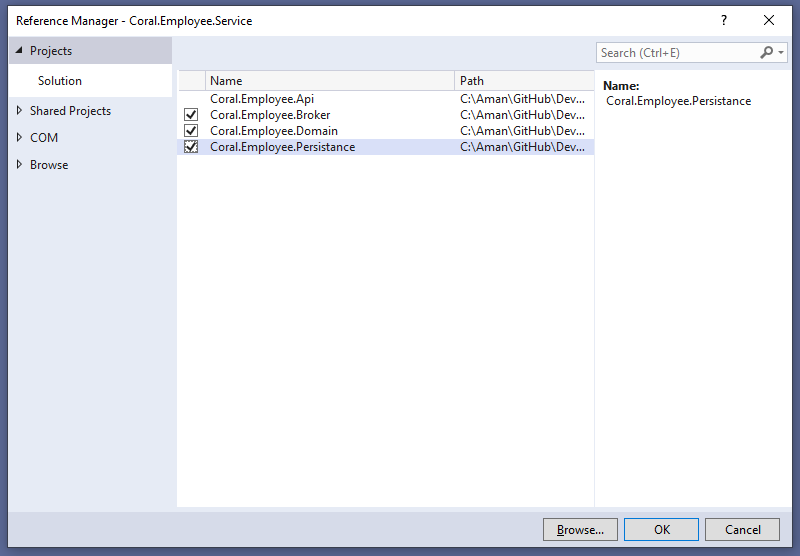 Reference Manager - Coral.Employee.Service
?
Projects
Solution
Shared Projects
COM
Browse
Search (Ctrl+E)
Name Path
Coral.Employee.Api C:\Aman\GitHub\Dev...
Coral.Employee.Broker C:\Aman\GitHub\Dev...
Coral.Employee.Domain C:\Aman\GitHub\Dev...
Coral.Employee.Persistance C:\Aman\GitHub\Dev...
Name:
Coral.Employee.Persistance
Browse... OK Cancel